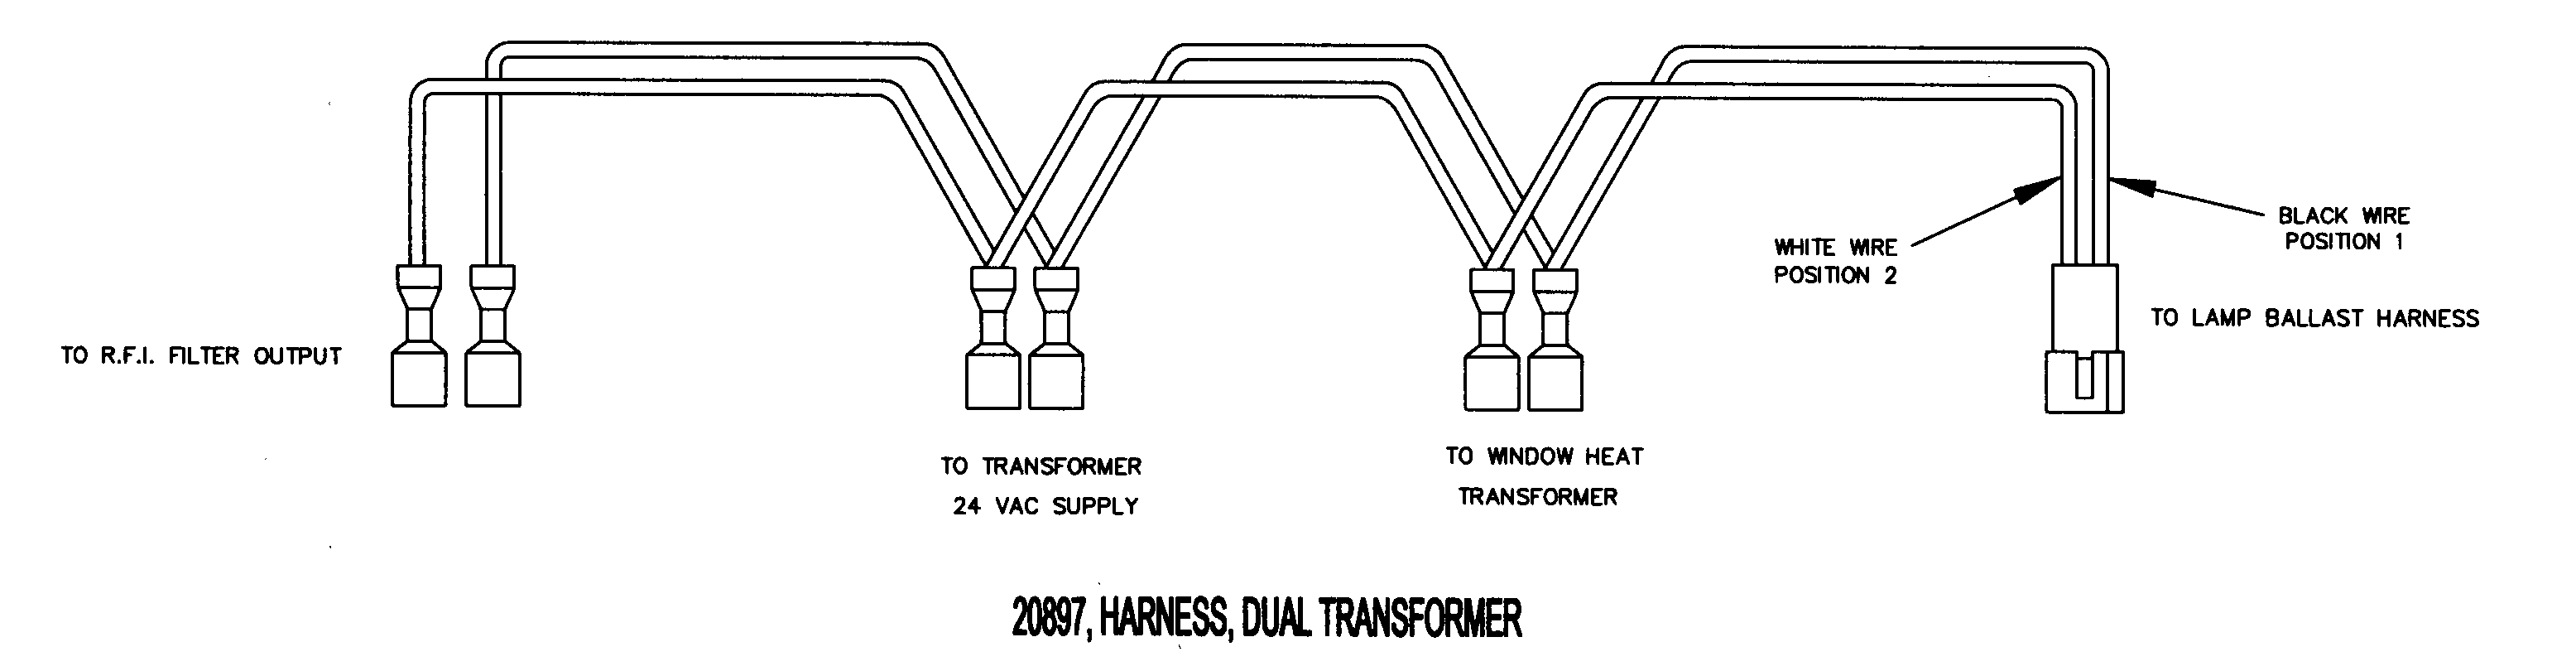 BLACK WIRE
POSITION 1
WHITE WIRE
POSITION 2
TO LAMP BALLAST HARNESS
TO R.F.I. FILTER OUTPUT
TO TRANSFORMER
24 VAC SUPPLY
TO WINDOW HEAT
TRANSFORMER
20897, HARNESS, DUAL TRANSFORMER